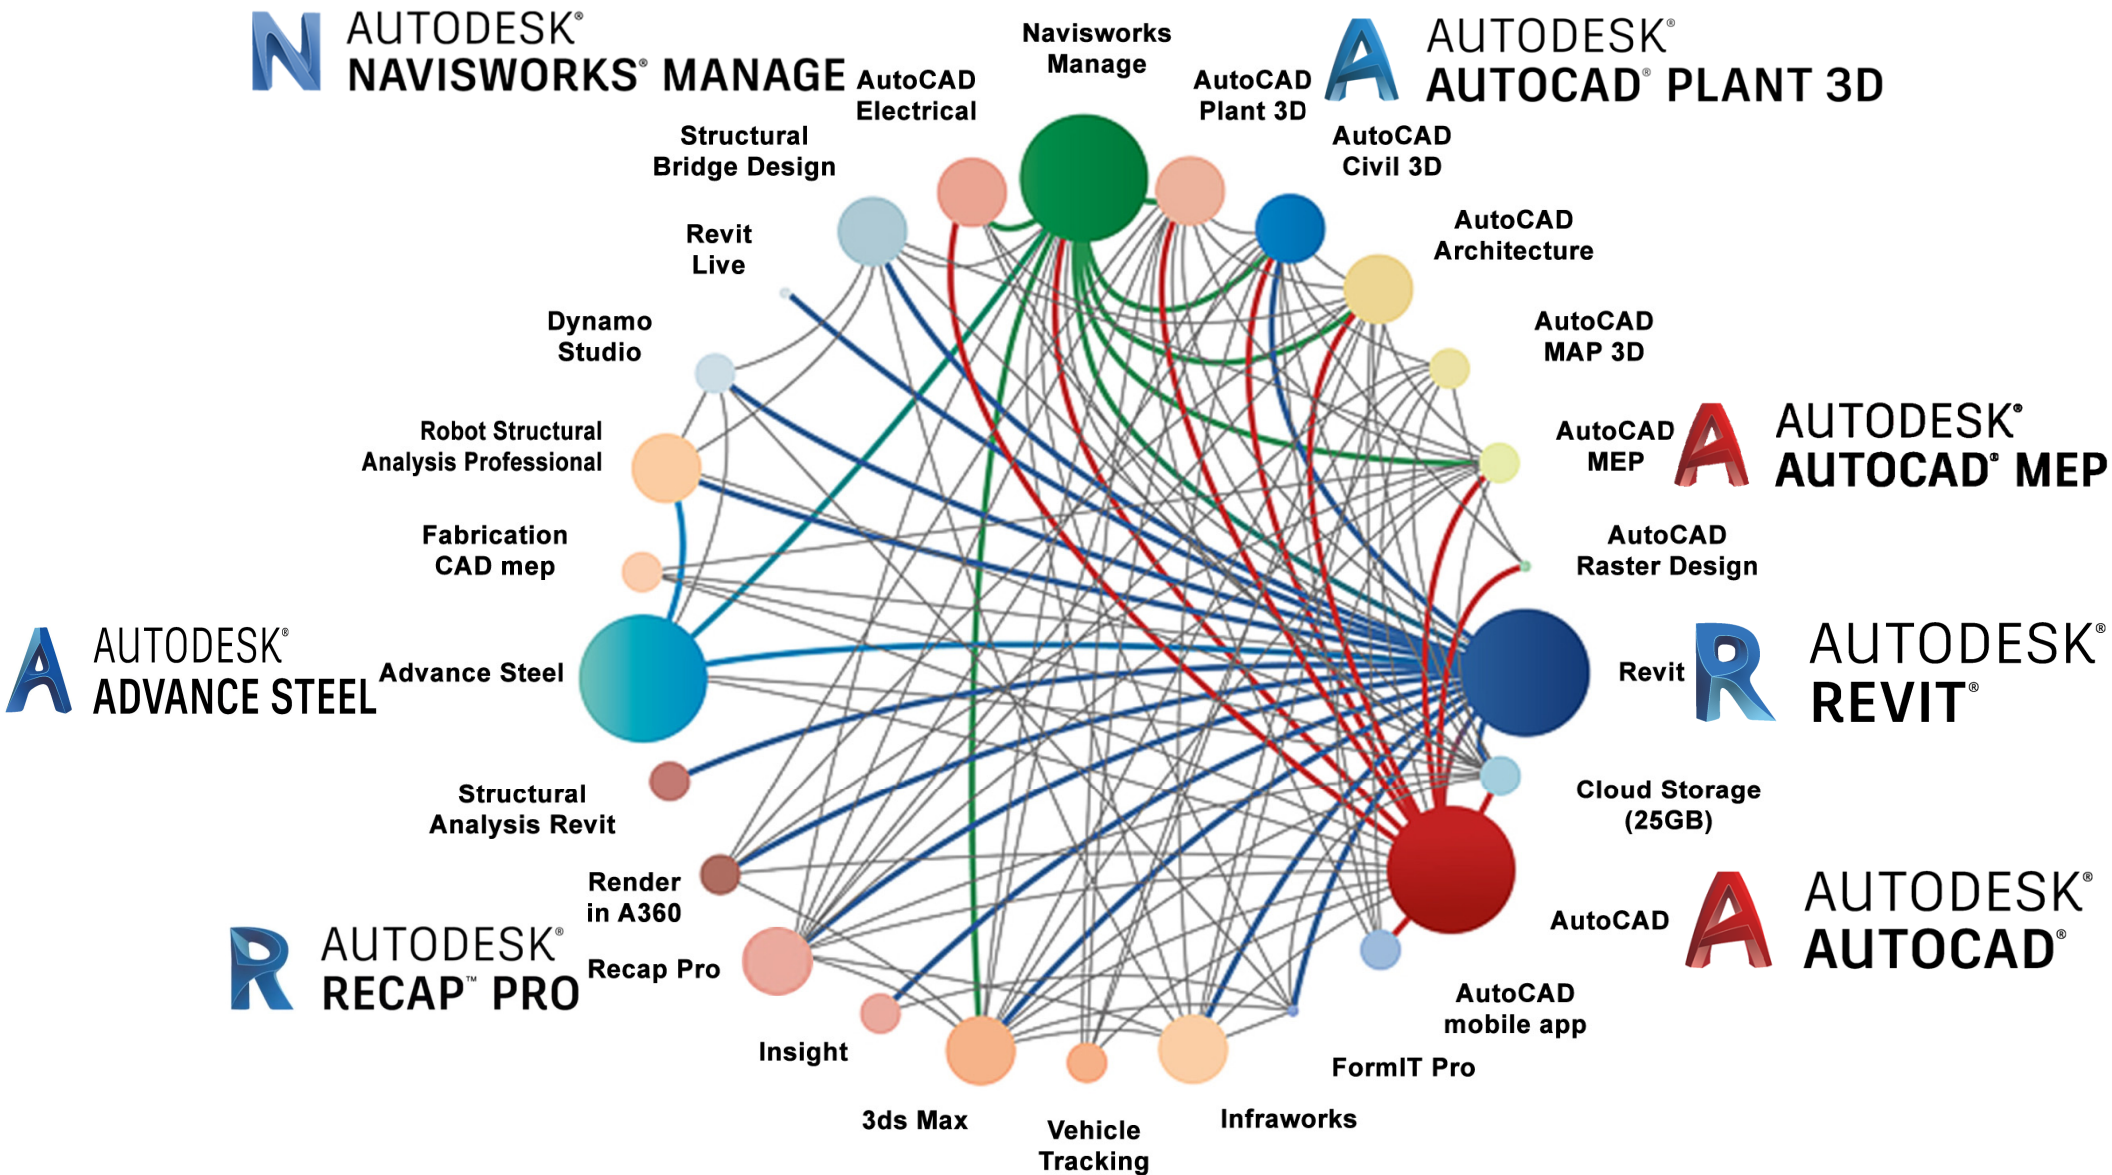 AUTODESK®
NAVISWORKS® MANAGE
Navisworks
Manage
AUTODESK®
AUTOCAD® PLANT 3D
AutoCAD
Electrical
AutoCAD
Plant 3D
Structural
Bridge Design
AutoCAD
Civil 3D
Revit
Live
AutoCAD
Architecture
Dynamo
Studio
AutoCAD
MAP 3D
Robot Structural
Analysis Professional
AutoCAD
MEP
AUTODESK®
AUTOCAD® MEP
Fabrication
CAD mep
AutoCAD
Raster Design
AUTODESK®
ADVANCE STEEL
Advance Steel
Revit
AUTODESK®
REVIT®
Structural
Analysis Revit
Cloud Storage
(25GB)
Render
in A360
AutoCAD
AUTODESK®
AUTOCAD®
AUTODESK®
RECAP™ PRO
Recap Pro
AutoCAD
mobile app
Insight
FormIT Pro
3ds Max
Vehicle
Tracking
Infraworks